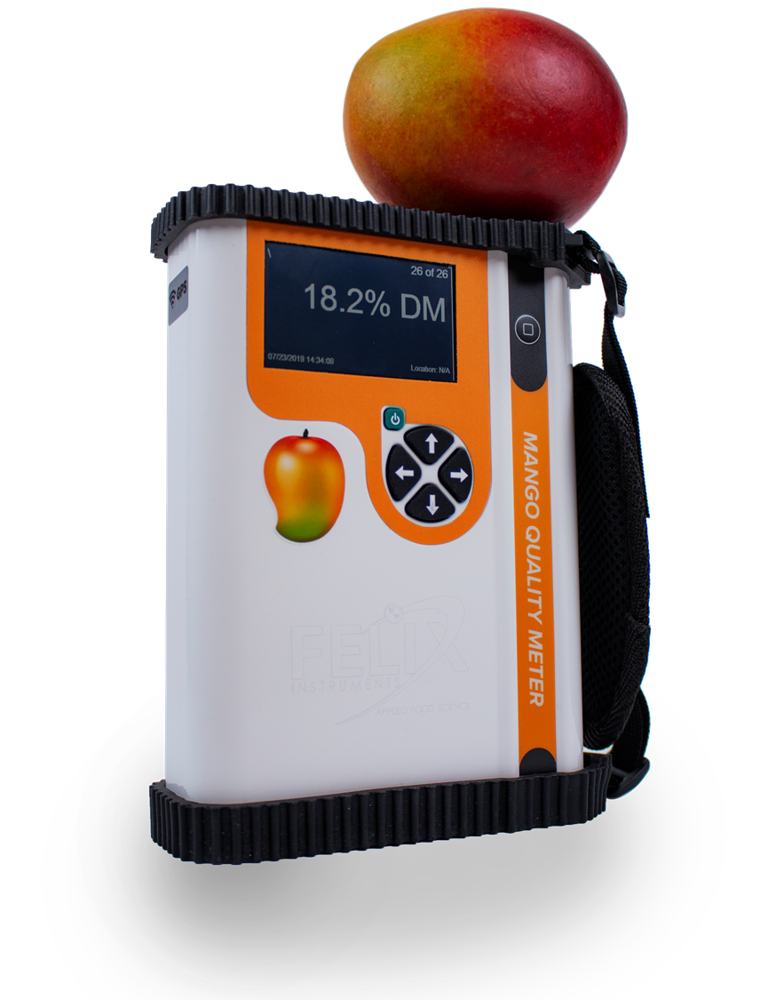 GPS
\
26 of 26
18.2% DM
07/23/2019 14:34:08
Location: N/A
MANGO QUALITY METER
FELIX
INSTRUMENTS
APPLIED FOOD SCIENCE